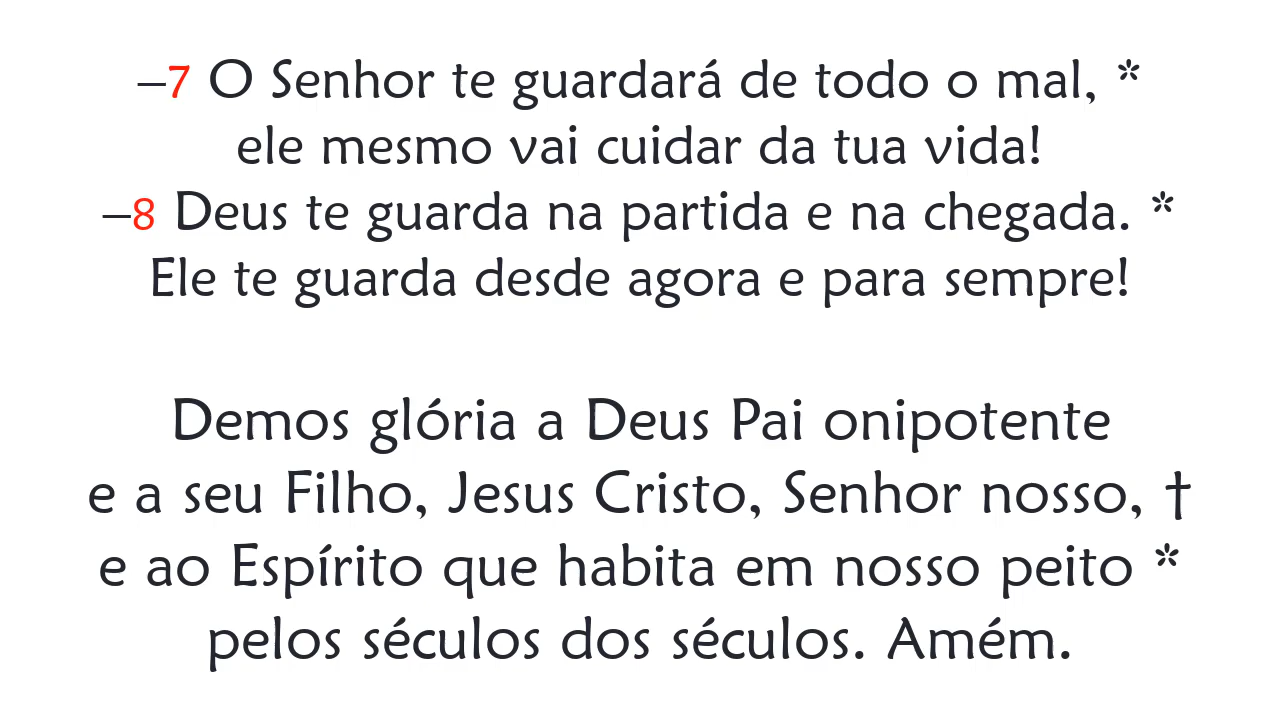 –7 O Senhor te guardará de todo o mal, *
ele mesmo vai cuidar da tua vida!
–8 Deus te guarda na partida e na chegada. *
Ele te guarda desde agora e para sempre!
Demos glória a Deus Pai onipotente
e a seu Filho, Jesus Cristo, Senhor nosso, †
e ao Espírito que habita em nosso peito *
pelos séculos dos séculos. Amém.